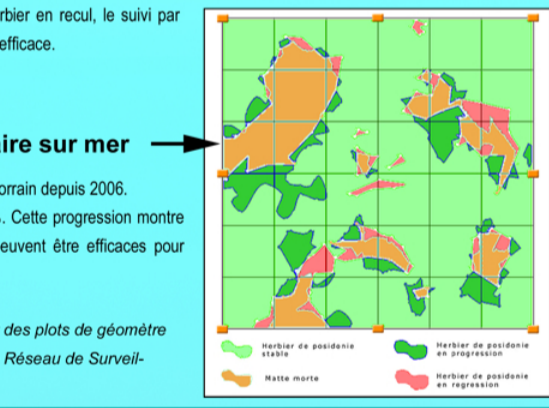 rbier en recul, le suivi par
efficace.
aire sur mer
orrain depuis 2006.
. Cette progression montre
euvent être efficaces pour
des plots de géomètre
Réseau de Surveil-
Herbier de posidonie
stable
Herbier de posidonie
en progression
Matte morte
Herbier de posidonie
en regression